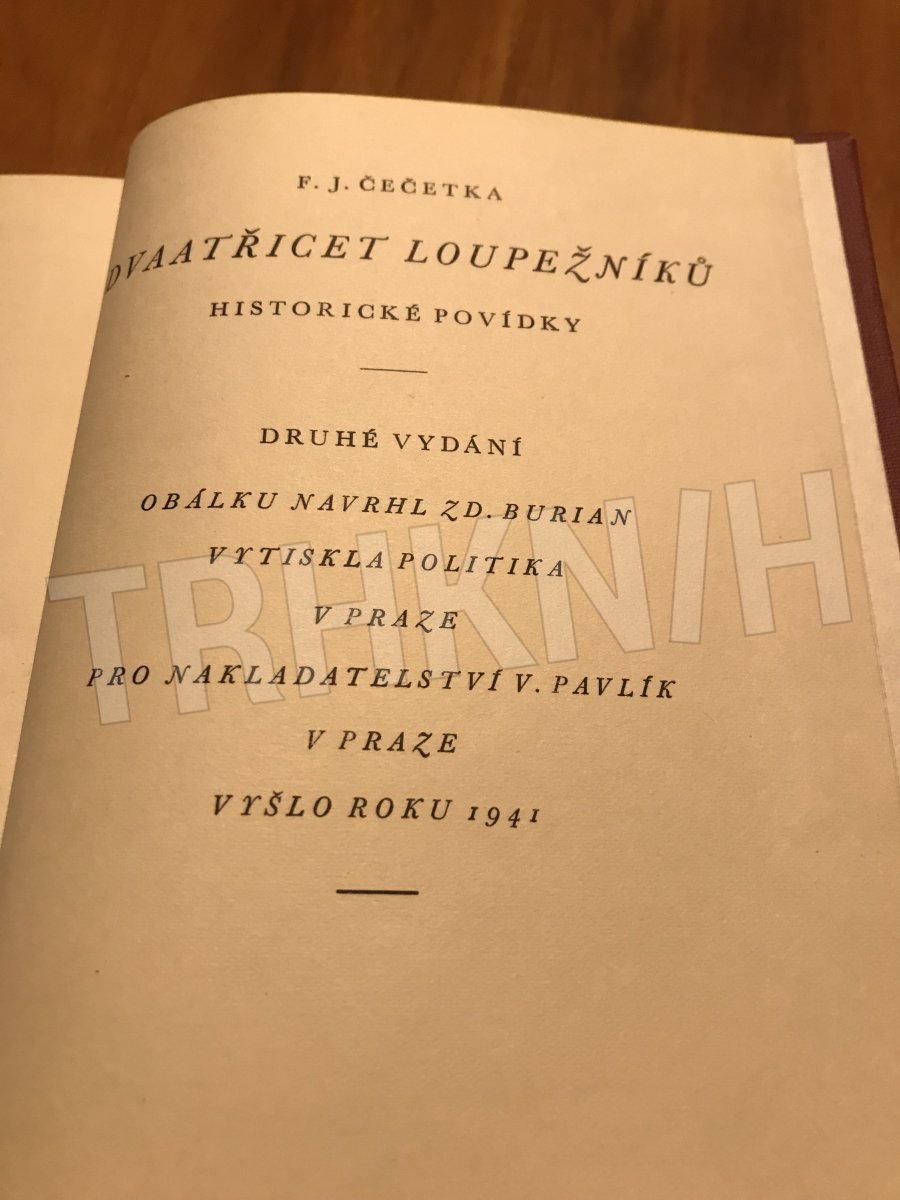 F. J. ČEČETKA
DVAATŘICET LOUPEŽNÍKŮ
HISTORICKÉ POVÍDKY
DRUHÉ VYDÁNÍ
OBÁLKU NAVRHL ZD. BURIAN
VYTISKLA POLITIKA
V PRAZE
PRO NAKLADATELSTVÍ V. PAVLÍK
V PRAZE
VYŠLO ROKU 1941
TRHKNIH